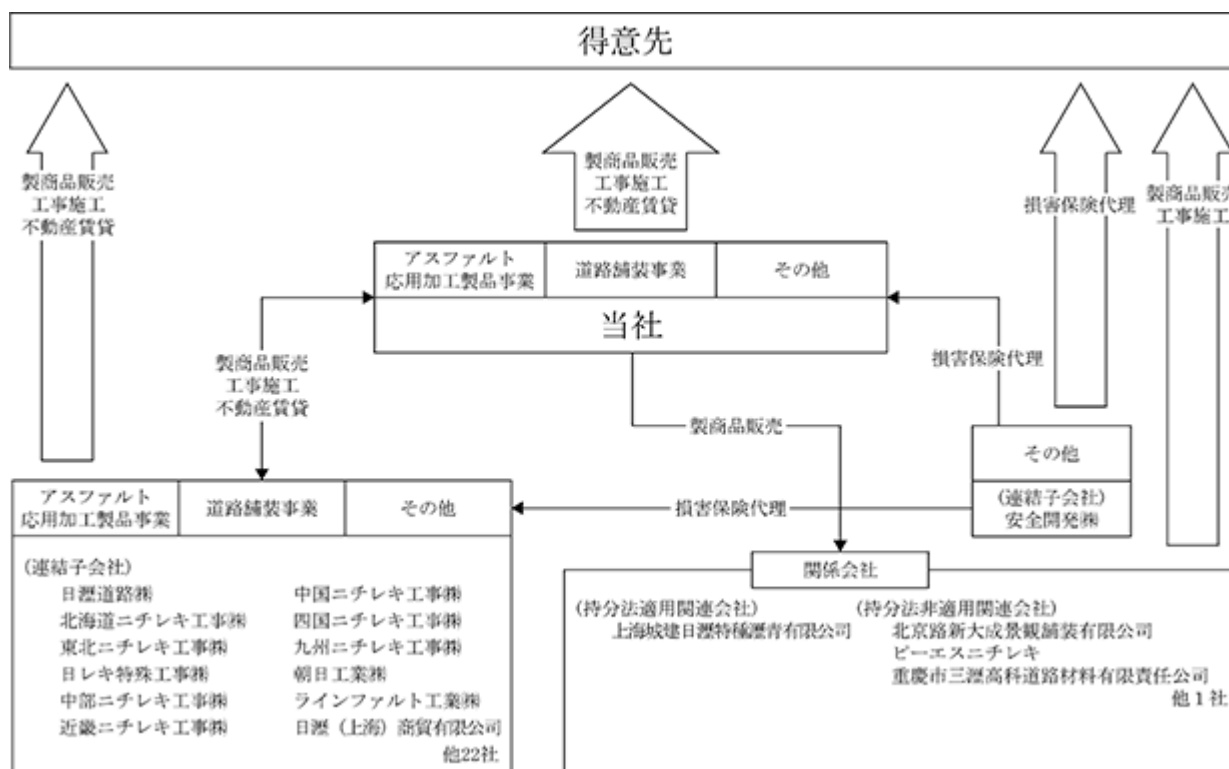 得意先
製商品販売
工事施工
不動産賃貸
製商品販売
工事施工
不動産賃貸
損害保険代理
製商品販売
工事施工
アスファルト
応用加工製品事業
道路舗装事業
その他
当社
製商品販売
工事施工
不動産賃貸
損害保険代理
製商品販売
その他
(連結子会社)
安全開発㈱
アスファルト
応用加工製品事業
道路舗装事業
その他
損害保険代理
(連結子会社)
日瀝道路㈱
北海道ニチレキ工事㈱
東北ニチレキ工事㈱
日レキ特殊工事㈱
中部ニチレキ工事㈱
近畿ニチレキ工事㈱
中国ニチレキ工事㈱
四国ニチレキ工事㈱
九州ニチレキ工事㈱
朝日工業㈱
ラインファルト工業㈱
日瀝（上海）商貿有限公司
他22社
関係会社
(持分法適用関連会社)
上海城建日瀝特種瀝青有限公司
(持分法非適用関連会社)
北京路新大成景観舗装有限公司
ピーエスニチレキ
重慶市三瀝高科道路材料有限責任公司
他１社